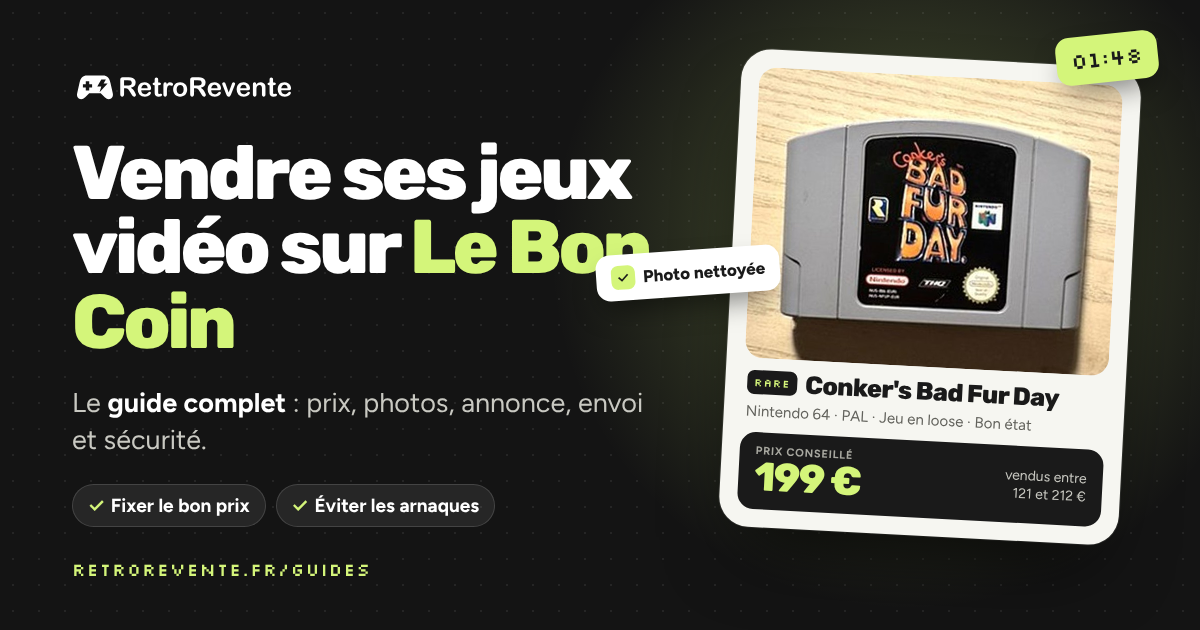 RetroRevente
Vendre ses jeux
vidéo sur Le Bon
Coin
Le guide complet : prix, photos, annonce, envoi
et sécurité.
Fixer le bon prix
Éviter les arnaques
RETROREVENTE.FR/GUIDES
01:48
Conker's
BAD
FUR
DAY
LICENSED BY
Nintendo
THQ
Photo nettoyée
RARE
Conker's Bad Fur Day
Nintendo 64 · PAL · Jeu en loose · Bon état
PRIX CONSEILLÉ
199 €
vendus entre
121 et 212 €